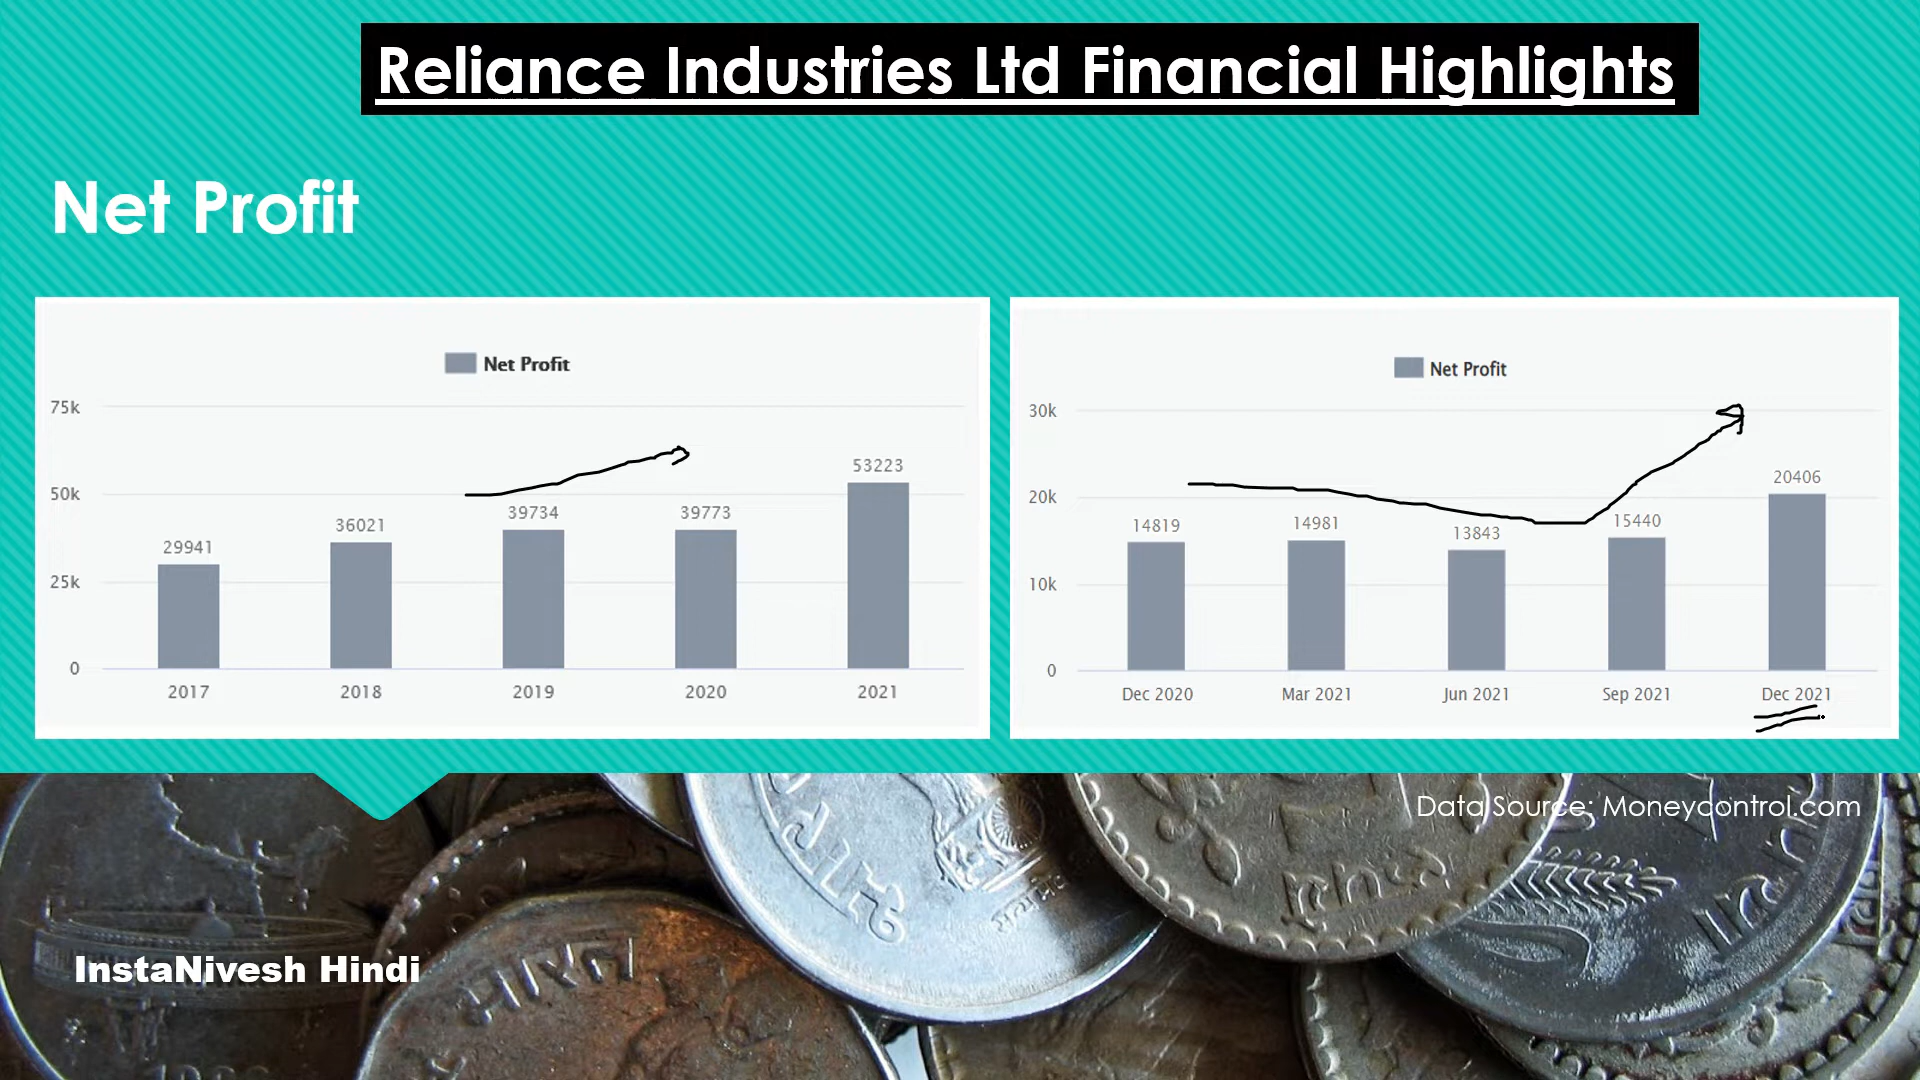 Reliance Industries Ltd Financial Highlights
Net Profit
Net Profit
75k
50k
25k
0
29941
36021
39734
39773
53223
2017 2018 2019 2020 2021
Net Profit
30k
20k
10k
0
14819
14981
13843
15440
20406
Dec 2020 Mar 2021 Jun 2021 Sep 2021 Dec 2021
Data Source: Moneycontrol.com
InstaNivesh Hindi